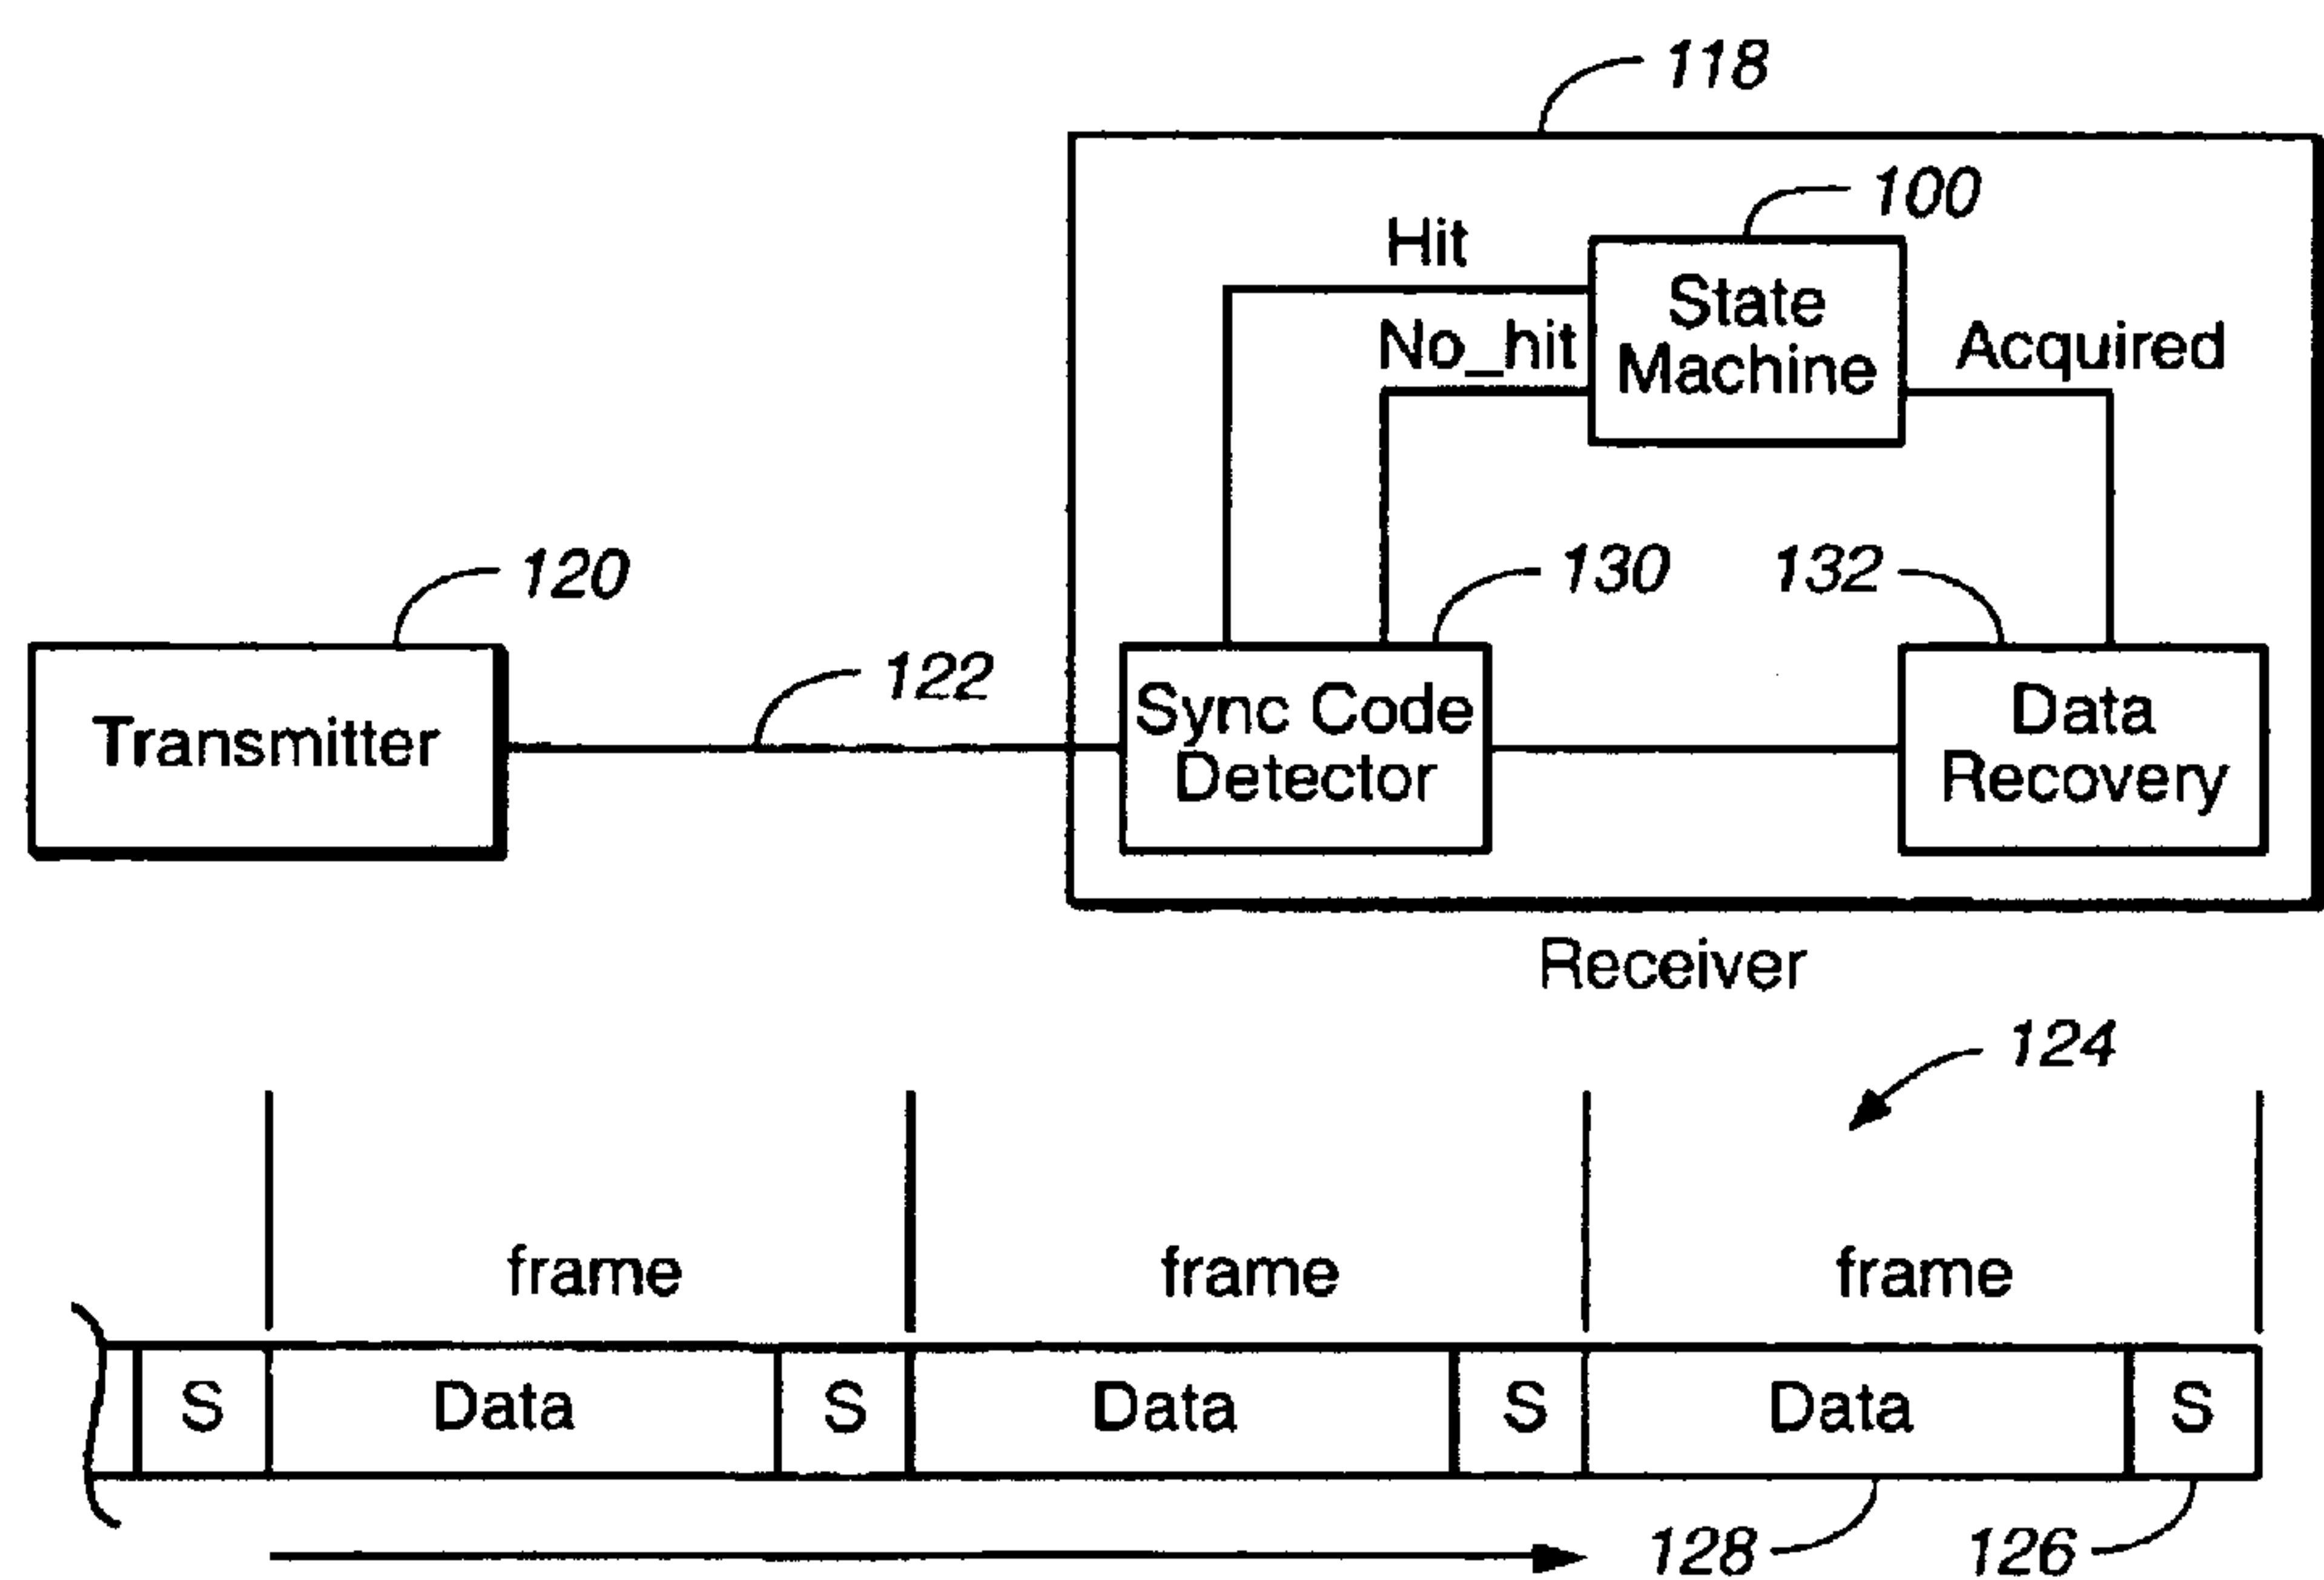 118
100
Hit
State
Machine
No_hit
Acquired
120
130
132
122
Transmitter
Sync Code
Detector
Data
Recovery
Receiver
124
frame
frame
frame
S
Data
S
Data
S
Data
S
128
126